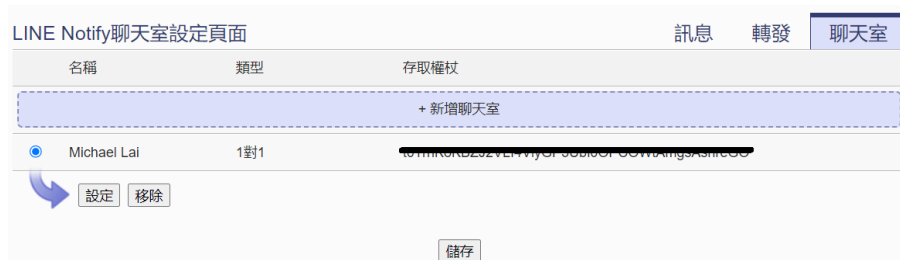 LINE Notify聊天室設定頁面 訊息 轉發 聊天室
名稱 類型 存取權杖
+ 新增聊天室
Michael Lai 1對1
設定 移除
儲存